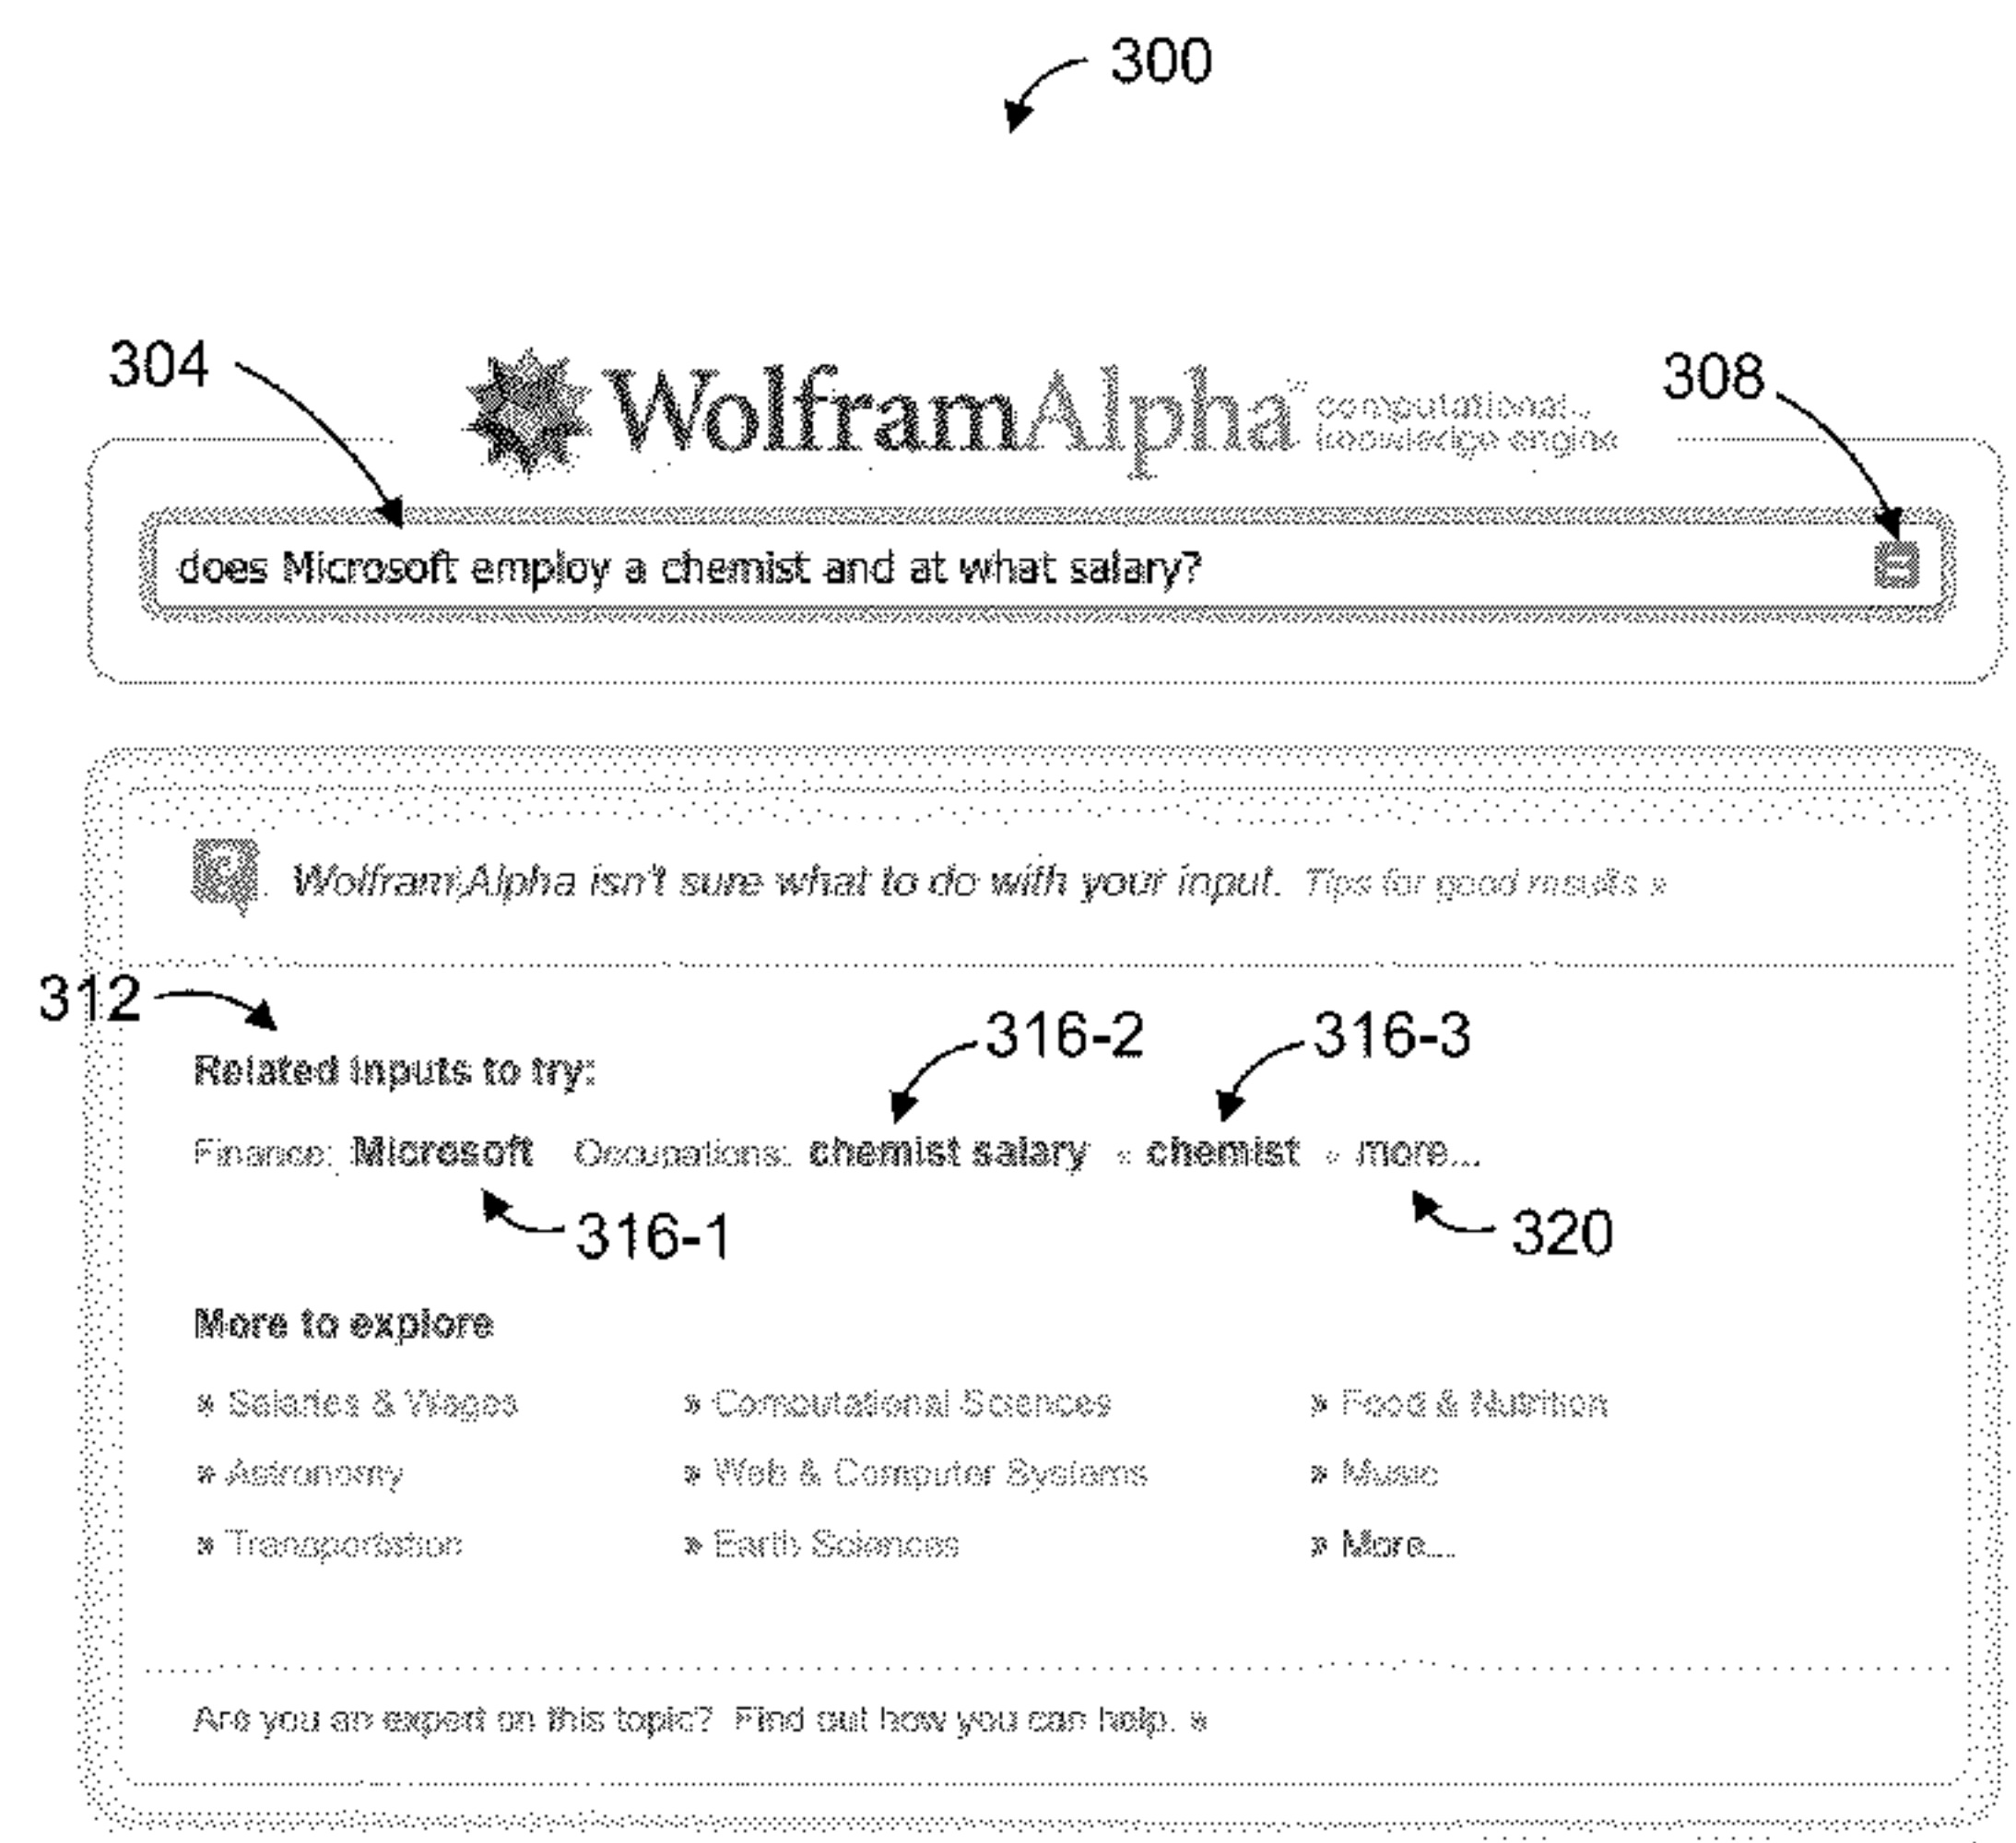 300
304
308
WolframAlpha™ computational
knowledge engine
does Microsoft employ a chemist and at what salary?
Wolfram|Alpha isn't sure what to do with your input. Tips for good results »
312
316-2
316-3
Related inputs to try:
Finance: Microsoft Occupations: chemist salary « chemist « more...
316-1
320
More to explore
» Salaries & Wages » Computational Sciences » Food & Nutrition
» Astronomy » Web & Computer Systems » Music
» Transportation » Earth Sciences » More...
Are you an expert on this topic? Find out how you can help. »